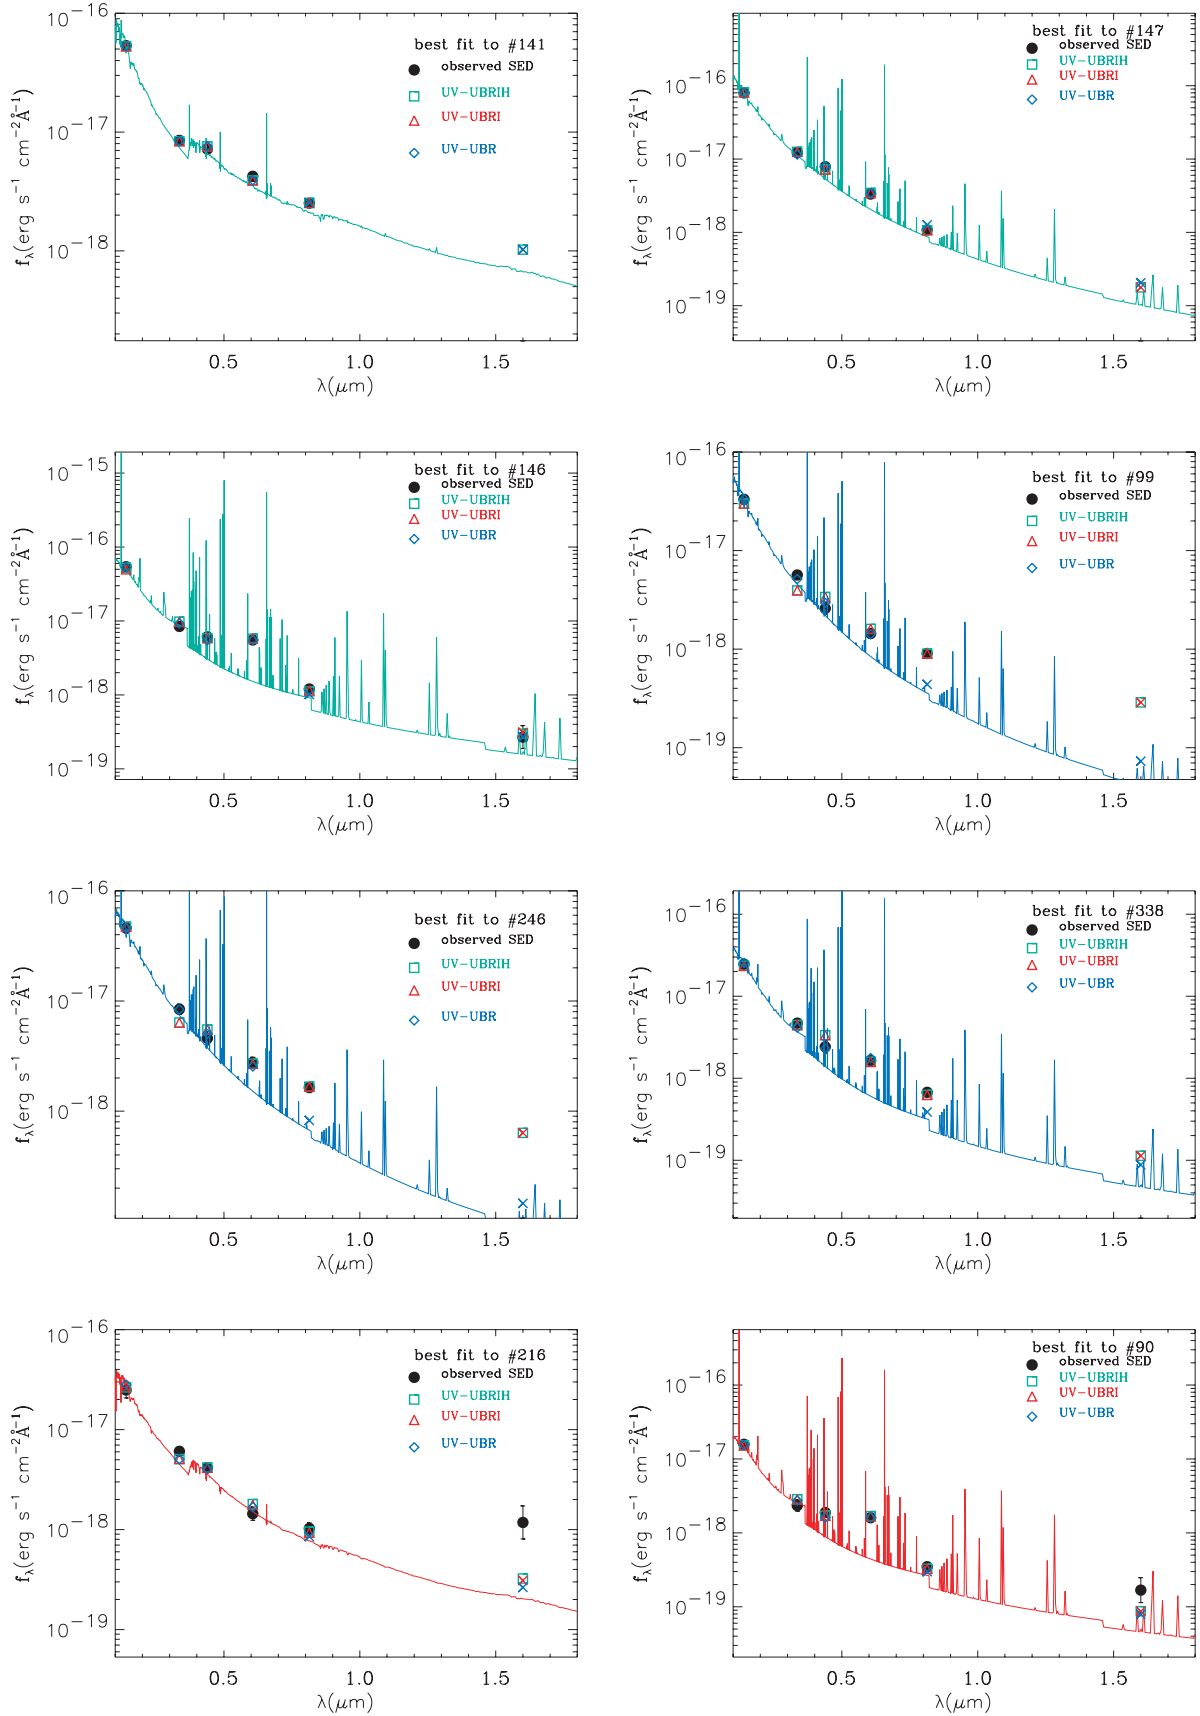 best fit to #141
observed SED
UV-UBRIH
UV-UBRI
UV-UBR
10−16
10−17
10−18
fλ(erg s−1 cm−2Å−1)
0.5 1.0 1.5
λ(μm)
best fit to #147
observed SED
UV-UBRIH
UV-UBRI
UV-UBR
10−16
10−17
10−18
10−19
fλ(erg s−1 cm−2Å−1)
0.5 1.0 1.5
λ(μm)
best fit to #146
observed SED
UV-UBRIH
UV-UBRI
UV-UBR
10−15
10−16
10−17
10−18
10−19
fλ(erg s−1 cm−2Å−1)
0.5 1.0 1.5
λ(μm)
best fit to #99
observed SED
UV-UBRIH
UV-UBRI
UV-UBR
10−16
10−17
10−18
10−19
fλ(erg s−1 cm−2Å−1)
0.5 1.0 1.5
λ(μm)
best fit to #246
observed SED
UV-UBRIH
UV-UBRI
UV-UBR
10−16
10−17
10−18
fλ(erg s−1 cm−2Å−1)
0.5 1.0 1.5
λ(μm)
best fit to #338
observed SED
UV-UBRIH
UV-UBRI
UV-UBR
10−16
10−17
10−18
10−19
fλ(erg s−1 cm−2Å−1)
0.5 1.0 1.5
λ(μm)
best fit to #216
observed SED
UV-UBRIH
UV-UBRI
UV-UBR
10−16
10−17
10−18
10−19
fλ(erg s−1 cm−2Å−1)
0.5 1.0 1.5
λ(μm)
best fit to #90
observed SED
UV-UBRIH
UV-UBRI
UV-UBR
10−16
10−17
10−18
10−19
fλ(erg s−1 cm−2Å−1)
0.5 1.0 1.5
λ(μm)